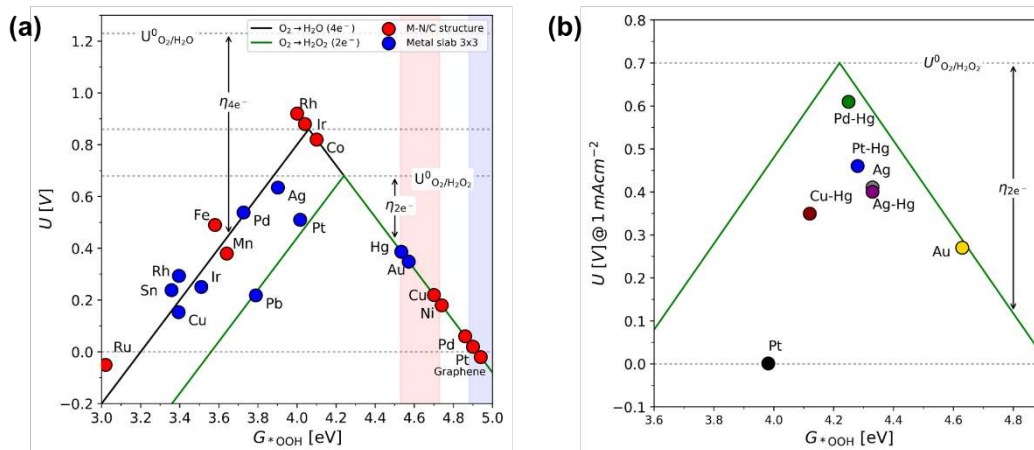 (a)
U [V]
1.2
1.0
0.8
0.6
0.4
0.2
0.0
−0.2
3.0 3.2 3.4 3.6 3.8 4.0 4.2 4.4 4.6 4.8 5.0
G*OOH [eV]
O₂→H₂O (4e⁻)
O₂→H₂O₂ (2e⁻)
M-N/C structure
Metal slab 3x3
U⁰O₂/H₂O
η4e⁻
Rh
Ir
Co
U⁰O₂/H₂O₂
η2e⁻
Ag
Fe
Pd
Pt
Mn
Hg
Au
Rh
Ir
Sn
Pb
Cu
Cu
Ni
Ru
Pd
Pt
Graphene
(b)
U [V]@1 mAcm⁻²
0.8
0.7
0.6
0.5
0.4
0.3
0.2
0.7
0.0
−0.1
3.6 3.8 4.0 4.2 4.4 4.6 4.8
G*OOH [eV]
U⁰O₂/H₂O₂
η2e⁻
Pd-Hg
Pt-Hg
Ag
Cu-Hg
Ag-Hg
Au
Pt